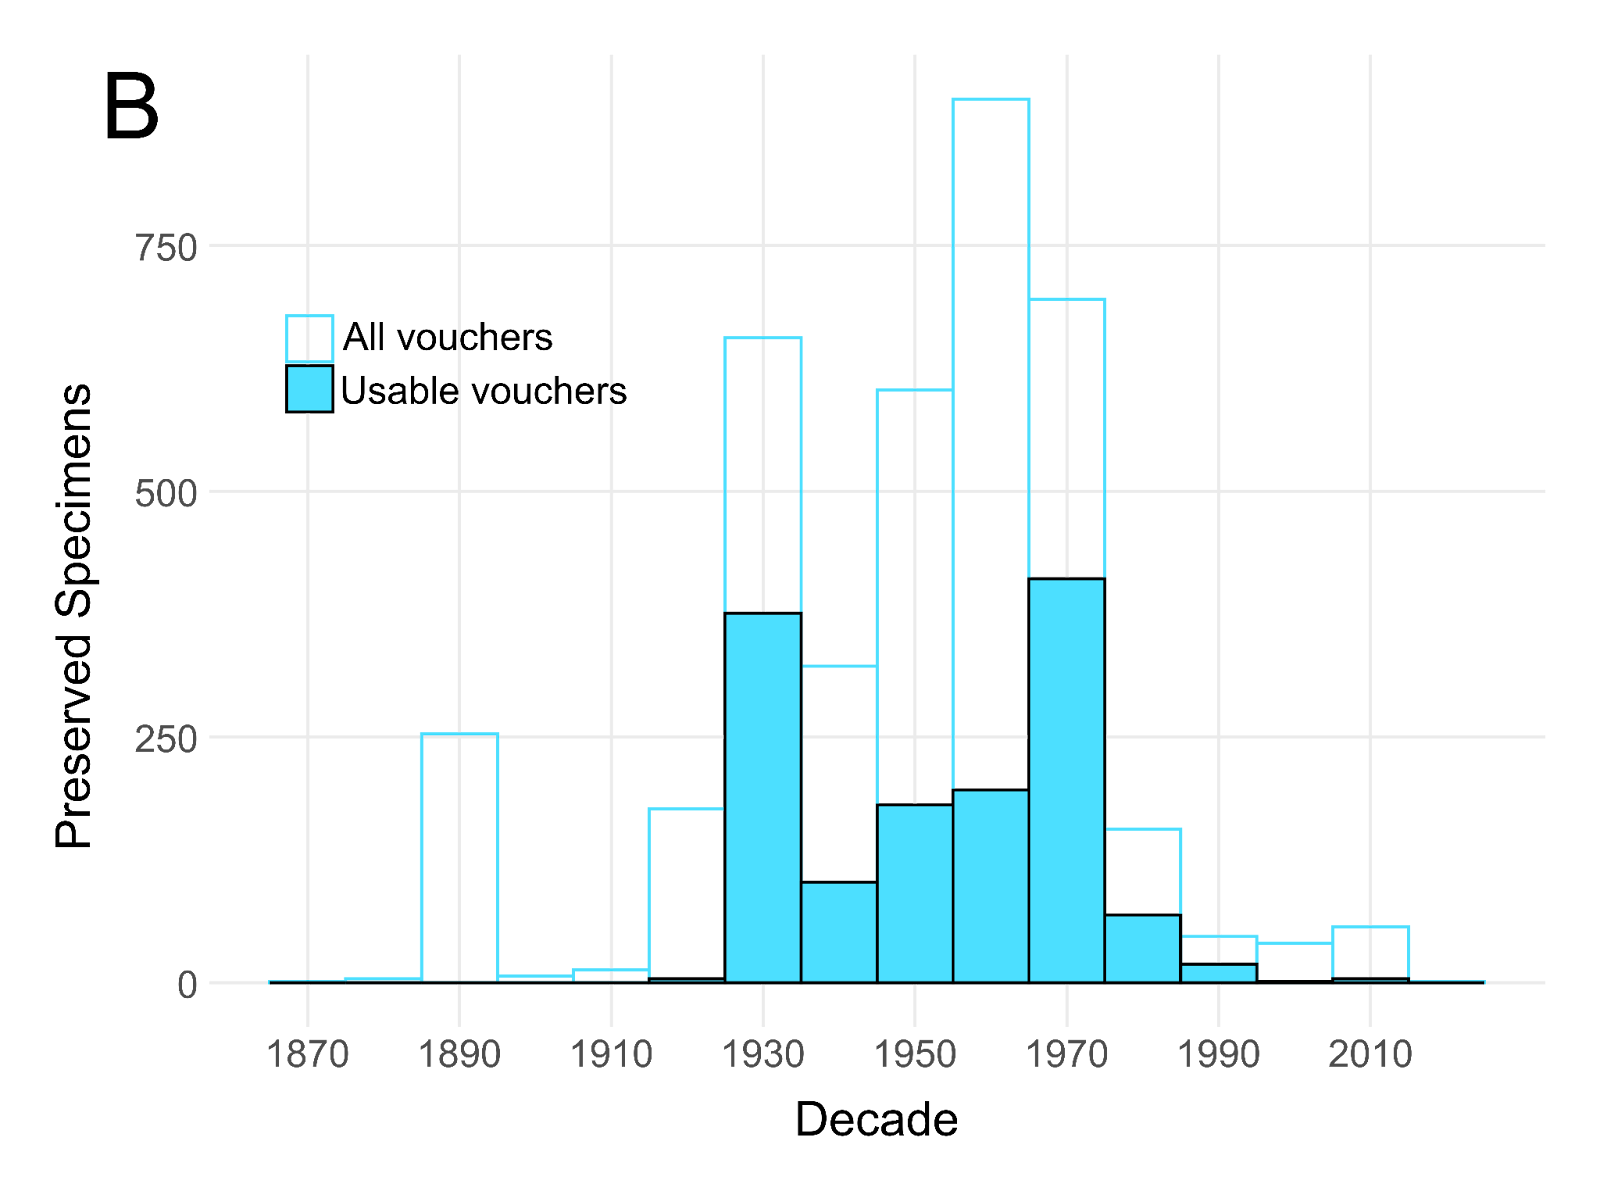 B
750
500
250
0
Preserved Specimens
All vouchers
Usable vouchers
1870 1890 1910 1930 1950 1970 1990 2010
Decade